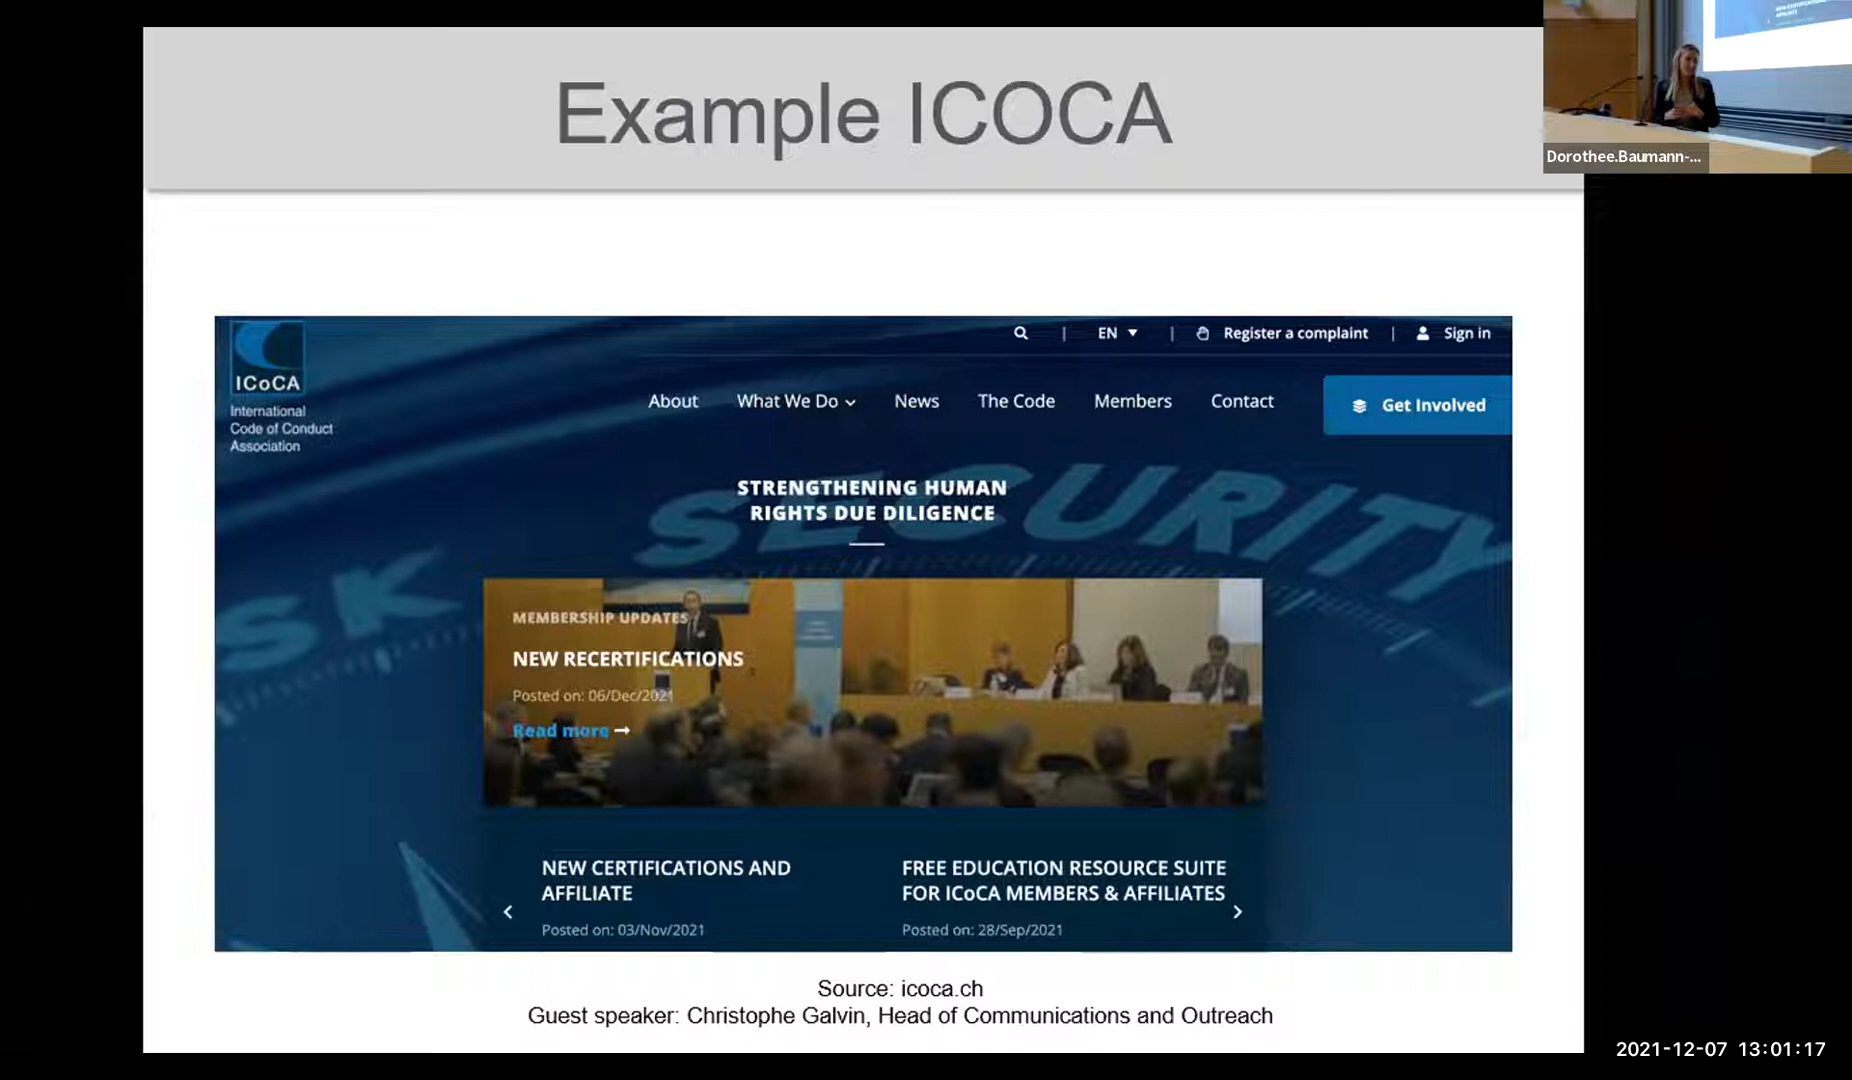 Example ICOCA
Dorothee.Baumann-...
ICoCA
International
Code of Conduct
Association
EN
|
Register a complaint
|
Sign in
About
What We Do
News
The Code
Members
Contact
Get Involved
SK
SECURITY
STRENGTHENING HUMAN
RIGHTS DUE DILIGENCE
MEMBERSHIP UPDATES
NEW RECERTIFICATIONS
Posted on: 06/Dec/2021
Read more →
NEW CERTIFICATIONS AND
AFFILIATE
Posted on: 03/Nov/2021
FREE EDUCATION RESOURCE SUITE
FOR ICoCA MEMBERS & AFFILIATES
Posted on: 28/Sep/2021
Source: icoca.ch
Guest speaker: Christophe Galvin, Head of Communications and Outreach
2021-12-07 13:01:17